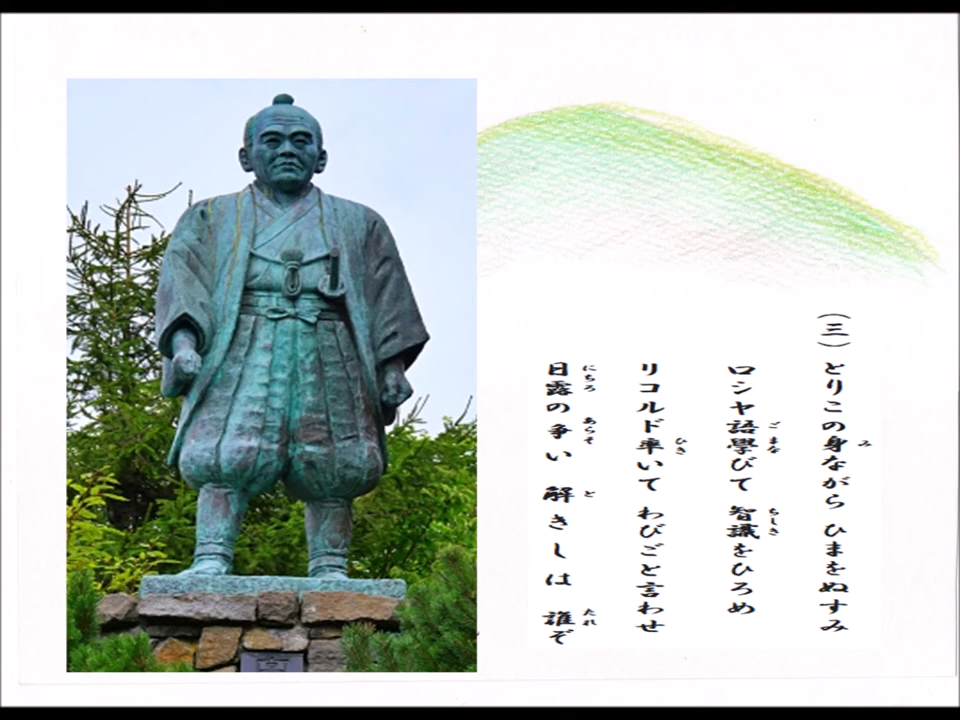 (三) とりこの身ながら ひまをぬすみ
ロシヤ語學びて 智識をひろめ
リコルド率いて わびごと言わせ
日露の争い 解きしは 誰ぞ